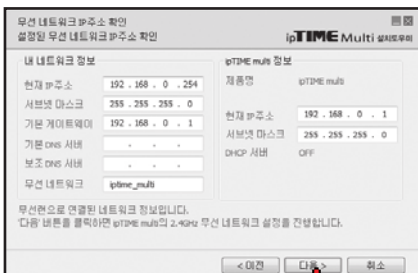 무선 네트워크 IP주소 확인
설정된 무선 네트워크 IP주소 확인
ipTIME Multi 설치도우미
내 네트워크 정보
현재 IP주소 192 . 168 . 0 . 254
서브넷 마스크 255 . 255 . 255 . 0
기본 게이트웨이 192 . 168 . 0 . 1
기본 DNS 서버 . . .
보조 DNS 서버 . . .
무선 네트워크 iptime_multi
ipTIME multi 정보
제품명 ipTIME multi
현재 IP주소 192 . 168 . 0 . 1
서브넷 마스크 255 . 255 . 255 . 0
DHCP 서버 OFF
무선랜으로 연결된 네트워크 정보입니다.
'다음' 버튼을 클릭하면 ipTIME multi의 2.4GHz 무선 네트워크 설정을 진행합니다.
< 이전 다음 > 취소